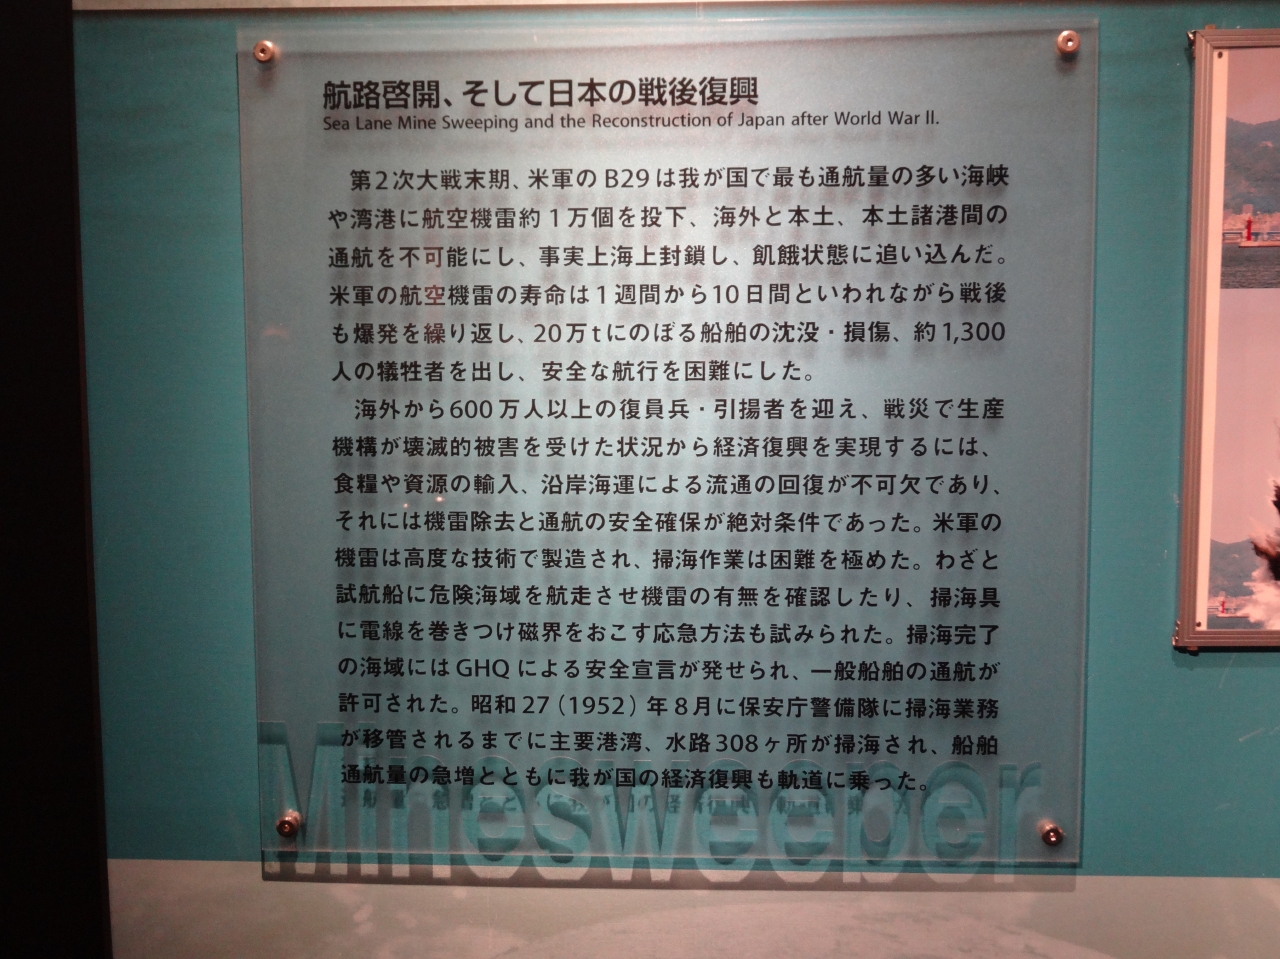 航路啓開、そして日本の戦後復興
Sea Lane Mine Sweeping and the Reconstruction of Japan after World War II.
第2次大戦末期、米軍のB29は我が国で最も通航量の多い海峡
や湾港に航空機雷約1万個を投下、海外と本土、本土諸港間の
通航を不可能にし、事実上海上封鎖し、飢餓状態に追い込んだ。
米軍の航空機雷の寿命は1週間から10日間といわれながら戦後
も爆発を繰り返し、20万tにのぼる船舶の沈没・損傷、約1,300
人の犠牲者を出し、安全な航行を困難にした。
海外から600万人以上の復員兵・引揚者を迎え、戦災で生産
機構が壊滅的被害を受けた状況から経済復興を実現するには、
食糧や資源の輸入、沿岸海運による流通の回復が不可欠であり、
それには機雷除去と通航の安全確保が絶対条件であった。米軍の
機雷は高度な技術で製造され、掃海作業は困難を極めた。わざと
試航船に危険海域を航走させ機雷の有無を確認したり、掃海具
に電線を巻きつけ磁界をおこす応急方法も試みられた。掃海完了
の海域にはGHQによる安全宣言が発せられ、一般船舶の通航が
許可された。昭和27（1952）年8月に保安庁警備隊に掃海業務
が移管されるまでに主要港湾、水路308ヶ所が掃海され、船舶
通航量の急増とともに我が国の経済復興も軌道に乗った。
Minesweeper